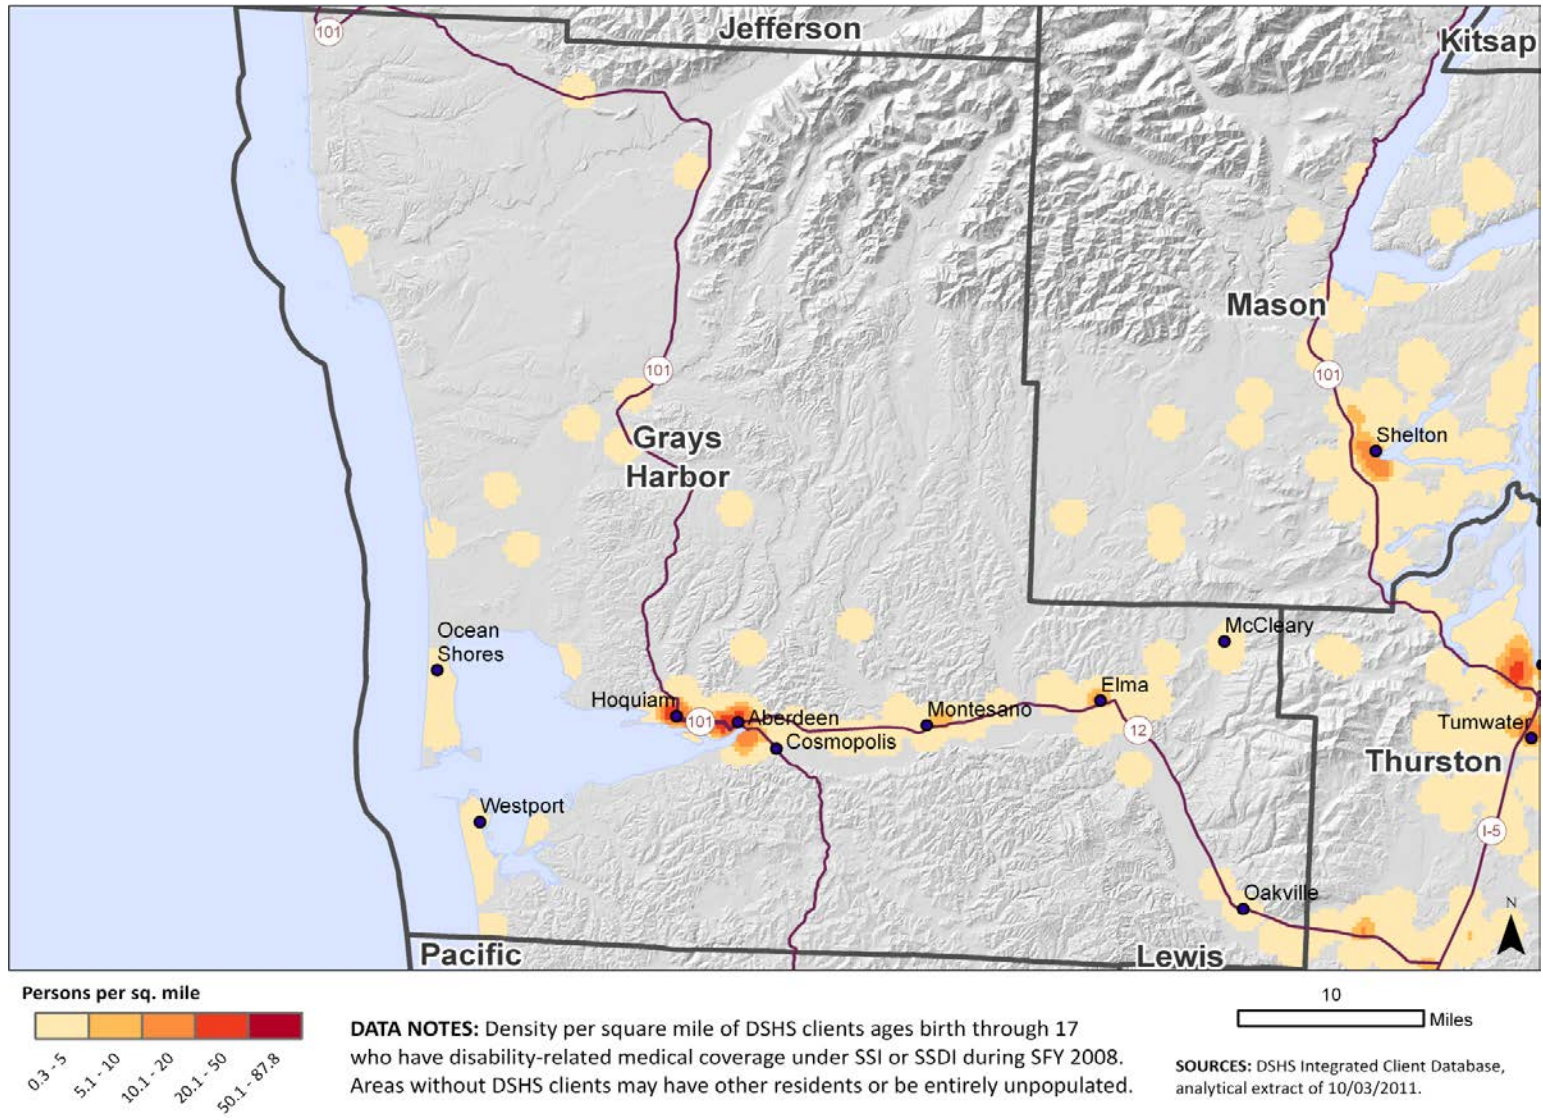 Jefferson
101
Kitsap
Mason
101
101
Grays
Harbor
Shelton
Ocean
Shores
McCleary
Hoquiam
101
Aberdeen
Cosmopolis
Montesano
Elma
12
Tumwater
Thurston
Westport
I-5
Oakville
N
Pacific
Lewis
Persons per sq. mile
0.3 - 5
5.1 - 10
10.1 - 20
20.1 - 50
50.1 - 87.8
DATA NOTES: Density per square mile of DSHS clients ages birth through 17
who have disability-related medical coverage under SSI or SSDI during SFY 2008.
Areas without DSHS clients may have other residents or be entirely unpopulated.
10
Miles
SOURCES: DSHS Integrated Client Database,
analytical extract of 10/03/2011.